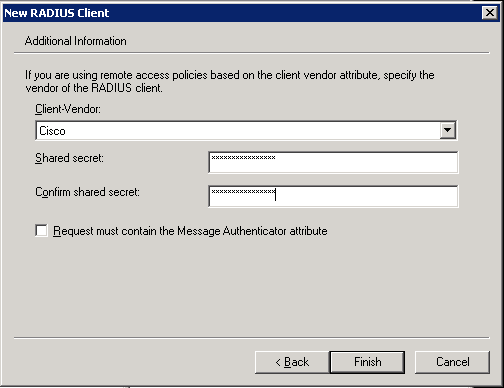 New RADIUS Client
Additional Information
If you are using remote access policies based on the client vendor attribute, specify the
vendor of the RADIUS client.
Client-Vendor:
Cisco
Shared secret:
Confirm shared secret:
Request must contain the Message Authenticator attribute
< Back
Finish
Cancel